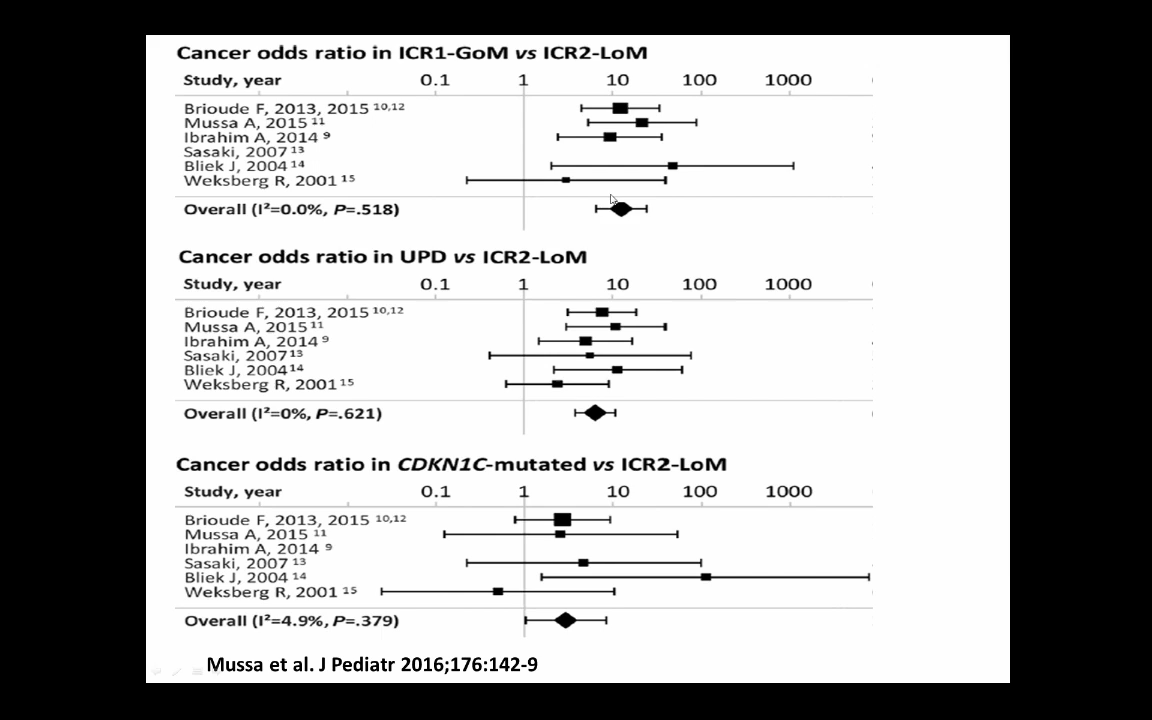 Cancer odds ratio in ICR1-GoM vs ICR2-LoM
Study, year 0.1 1 10 100 1000
Brioude F, 2013, 2015 10,12
Mussa A, 2015 11
Ibrahim A, 2014 9
Sasaki, 2007 13
Bliek J, 2004 14
Weksberg R, 2001 15
Overall (I²=0.0%, P=.518)
Cancer odds ratio in UPD vs ICR2-LoM
Study, year 0.1 1 10 100 1000
Brioude F, 2013, 2015 10,12
Mussa A, 2015 11
Ibrahim A, 2014 9
Sasaki, 2007 13
Bliek J, 2004 14
Weksberg R, 2001 15
Overall (I²=0%, P=.621)
Cancer odds ratio in CDKN1C-mutated vs ICR2-LoM
Study, year 0.1 1 10 100 1000
Brioude F, 2013, 2015 10,12
Mussa A, 2015 11
Ibrahim A, 2014 9
Sasaki, 2007 13
Bliek J, 2004 14
Weksberg R, 2001 15
Overall (I²=4.9%, P=.379)
Mussa et al. J Pediatr 2016;176:142-9